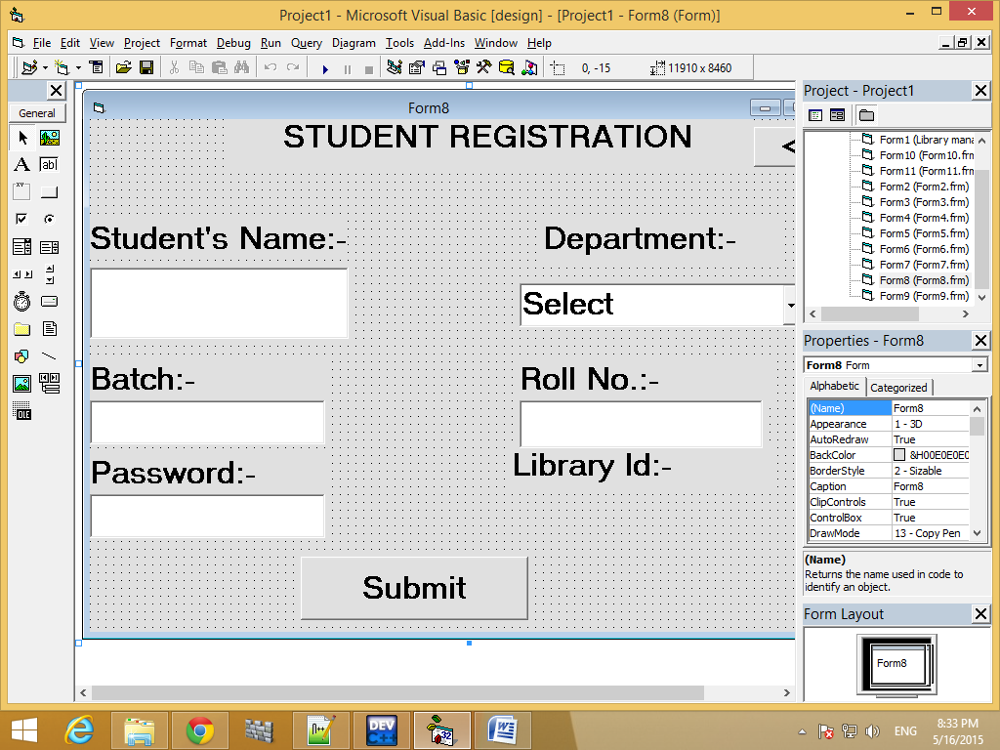 Project1 - Microsoft Visual Basic [design] - [Project1 - Form8 (Form)]
File Edit View Project Format Debug Run Query Diagram Tools Add-Ins Window Help
0, -15
11910 x 8460
General
A
ab
XY
OLE
Form8
STUDENT REGISTRATION
<
Student's Name:-
Department:-
Select
Batch:-
Roll No.:-
Password:-
Library Id:-
Submit
Project - Project1
Form1 (Library mana
Form10 (Form10.frm
Form11 (Form11.frm
Form2 (Form2.frm)
Form3 (Form3.frm)
Form4 (Form4.frm)
Form5 (Form5.frm)
Form6 (Form6.frm)
Form7 (Form7.frm)
Form8 (Form8.frm)
Form9 (Form9.frm)
Properties - Form8
Form8 Form
Alphabetic Categorized
(Name) Form8
Appearance 1 - 3D
AutoRedraw True
BackColor &H00E0E0E0
BorderStyle 2 - Sizable
Caption Form8
ClipControls True
ControlBox True
DrawMode 13 - Copy Pen
(Name)
Returns the name used in code to
identify an object.
Form Layout
Form8
n++
DEV
C++
32
W
ENG
8:33 PM
5/16/2015